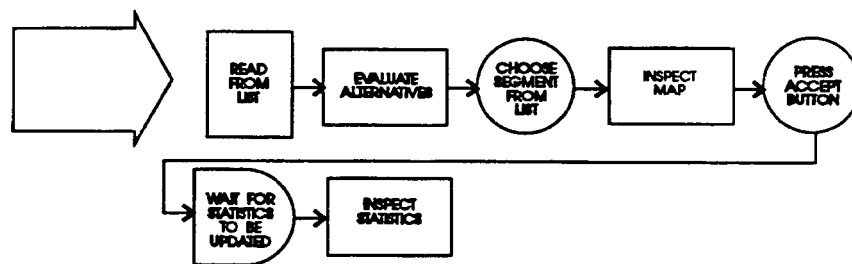 READ
FROM
LIST
EVALUATE
ALTERNATIVES
CHOOSE
SEGMENT
FROM
LIST
INSPECT
MAP
PRESS
ACCEPT
BUTTON
WAIT FOR
STATISTICS
TO BE
UPDATED
INSPECT
STATISTICS